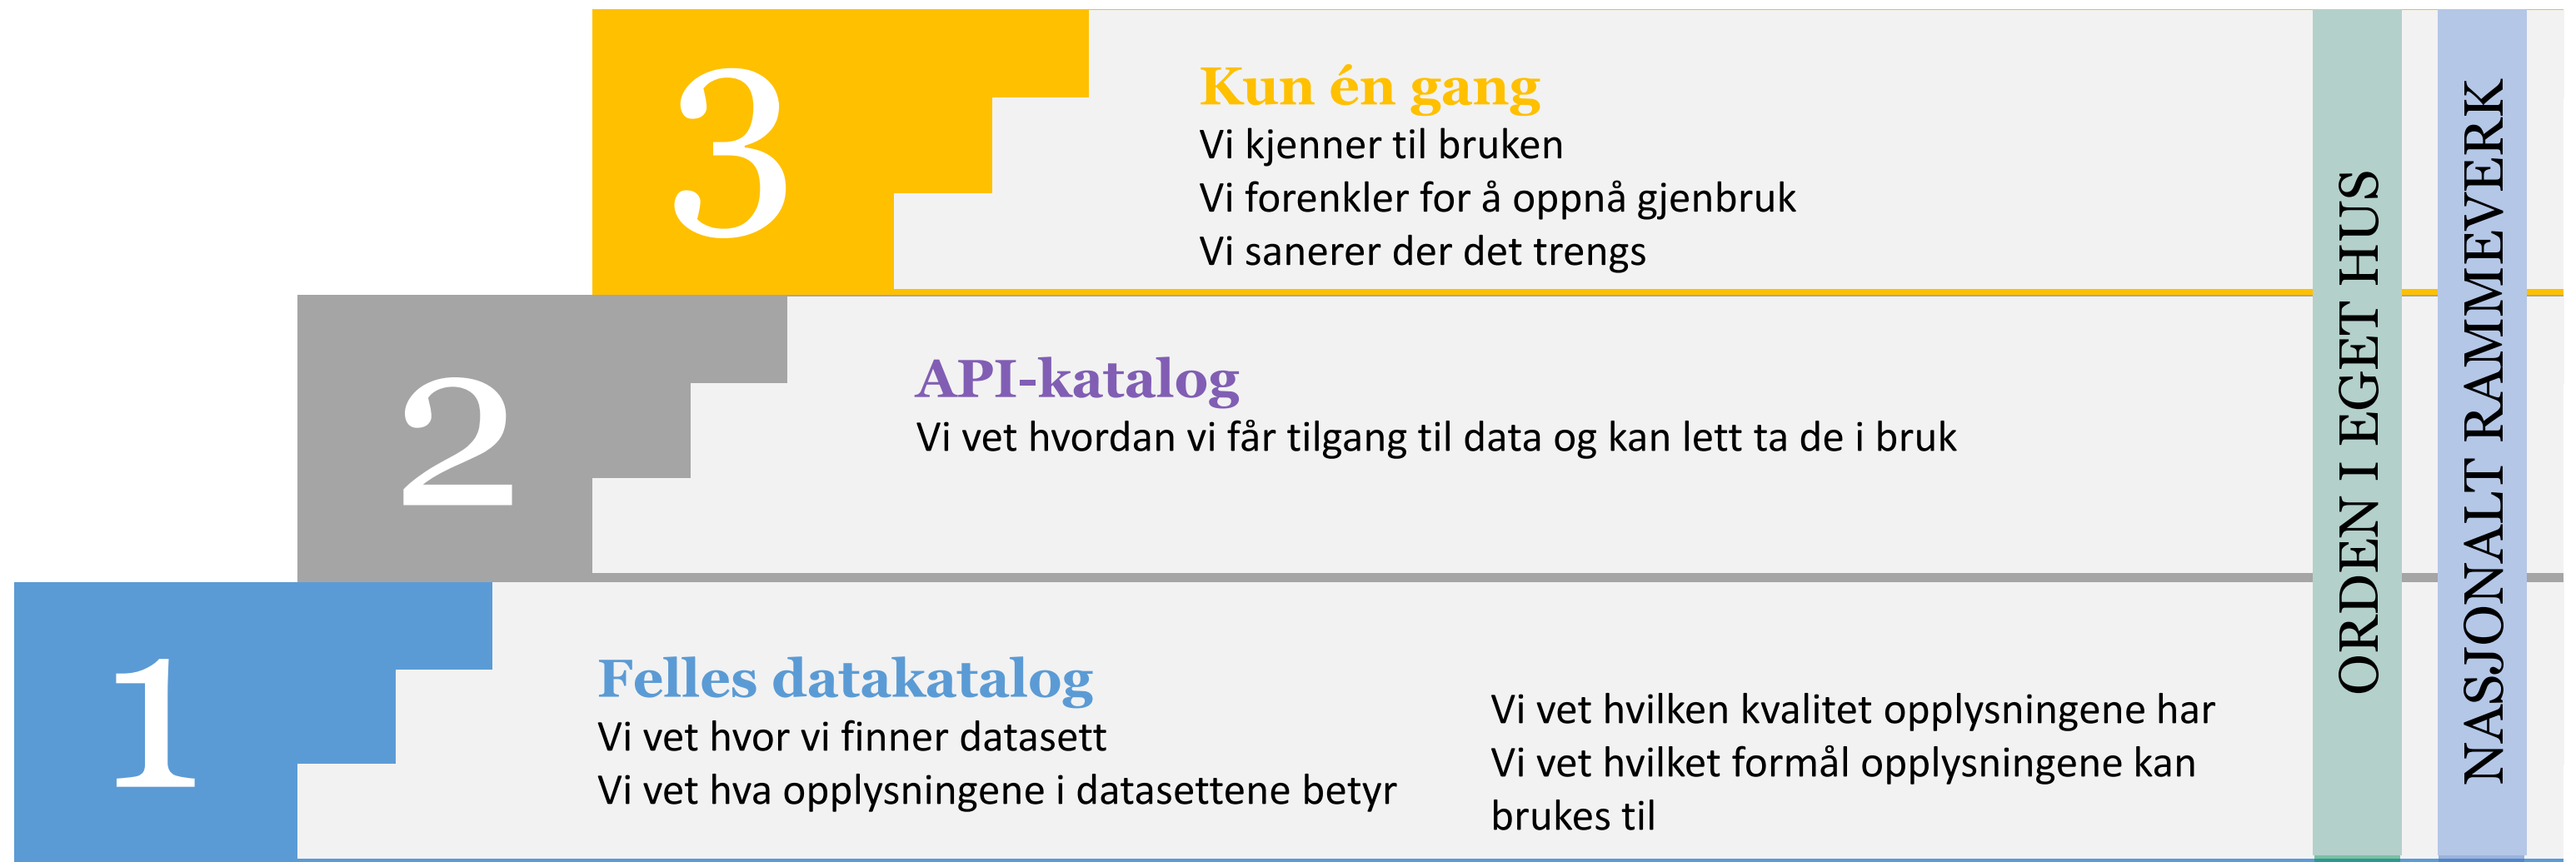 3
Kun én gang
Vi kjenner til bruken
Vi forenkler for å oppnå gjenbruk
Vi sanerer der det trengs
2
API-katalog
Vi vet hvordan vi får tilgang til data og kan lett ta de i bruk
1
Felles datakatalog
Vi vet hvor vi finner datasett
Vi vet hva opplysningene i datasettene betyr
Vi vet hvilken kvalitet opplysningene har
Vi vet hvilket formål opplysningene kan
brukes til
ORDEN I EGET HUS
NASJONALT RAMMEVERK